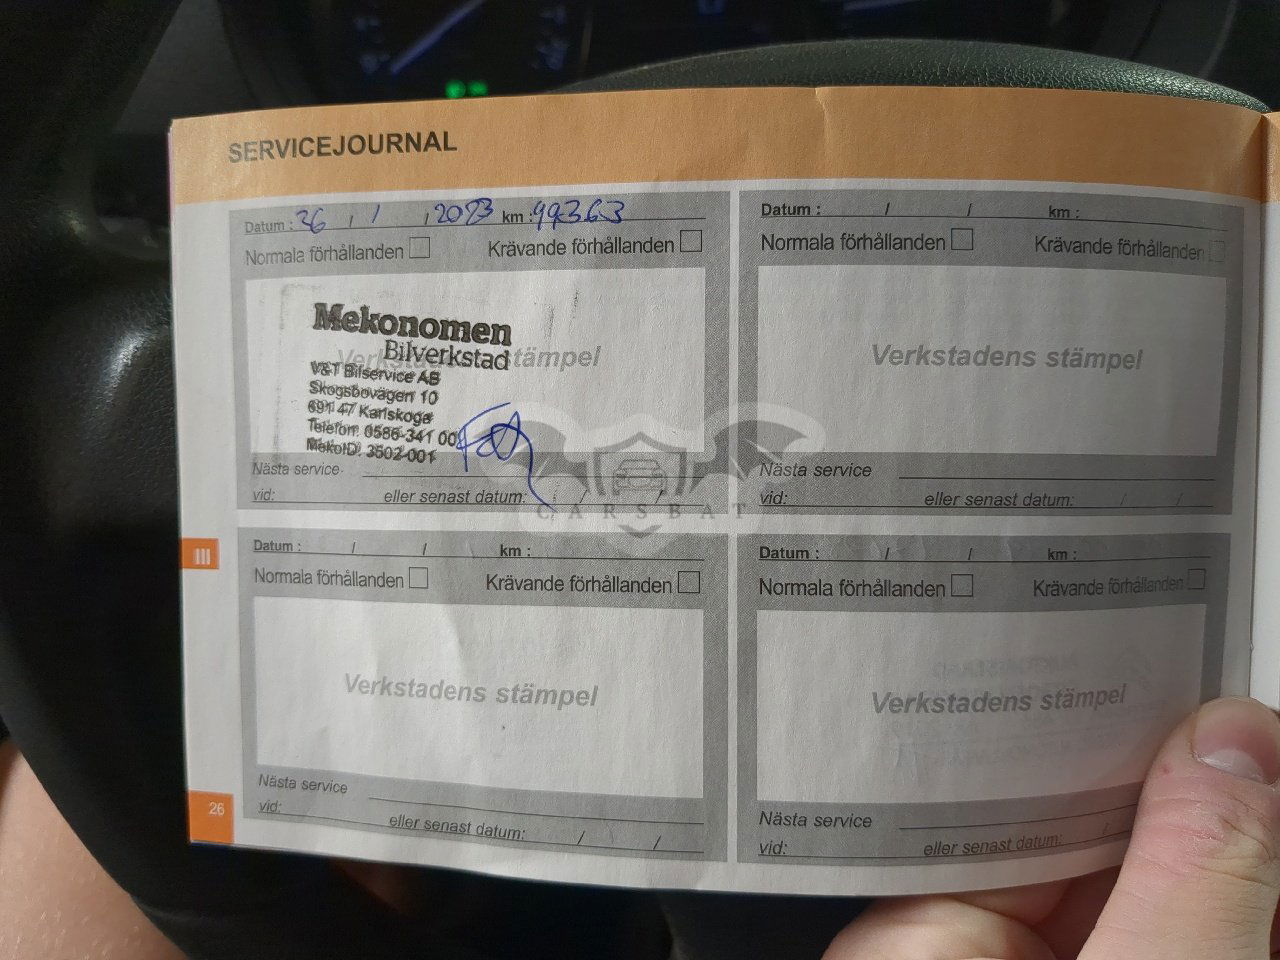 SERVICEJOURNAL
Datum : 26 / 1 / 2023 km : 99363
Normala förhållanden Krävande förhållanden
Mekonomen
Bilverkstad
Verkstadens stämpel
V&T Bilservice AB
Skogsbovägen 10
691 47 Karlskoga
Telefon: 0586-341 00
MekoID: 3502-001
Nästa service
vid: eller senast datum: / /
Datum : / / km :
Normala förhållanden Krävande förhållanden
Verkstadens stämpel
Nästa service
vid: eller senast datum: / /
CARSBAT
III
Datum : / / km :
Normala förhållanden Krävande förhållanden
Verkstadens stämpel
Nästa service
vid: eller senast datum: / /
Datum : / / km :
Normala förhållanden Krävande förhållanden
Verkstadens stämpel
Nästa service
vid: eller senast datum: /
26